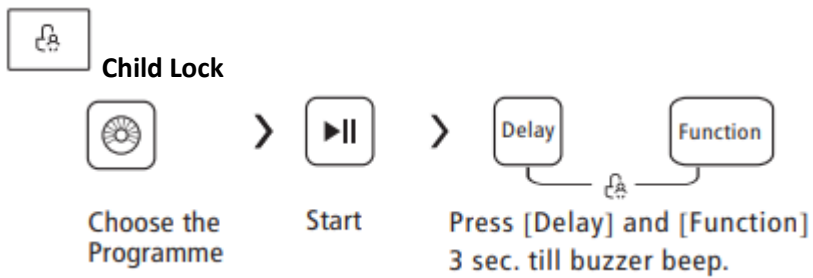 Child Lock
Delay
Function
Choose the
Programme
Start
Press [Delay] and [Function]
3 sec. till buzzer beep.